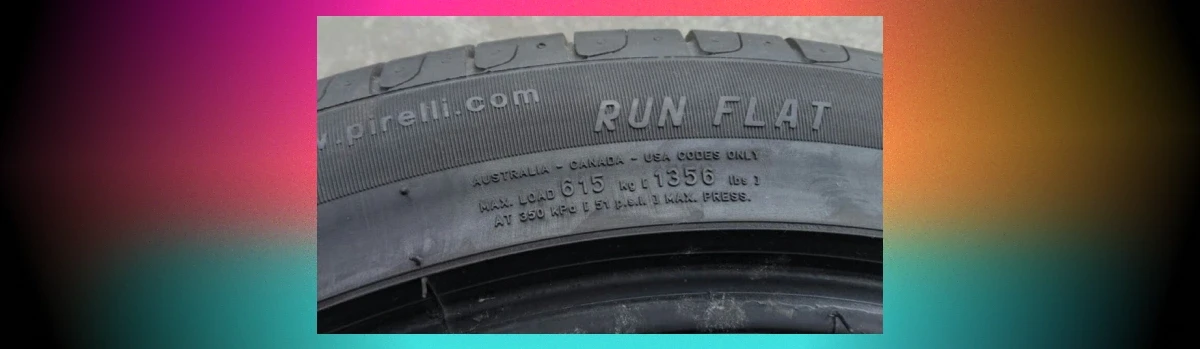 .pirelli.com
RUN FLAT
AUSTRALIA - CANADA - USA CODES ONLY
MAX. LOAD 615 kg [ 1356 lbs ]
AT 350 KPa [ 51 p.s.i. ] MAX. PRESS.